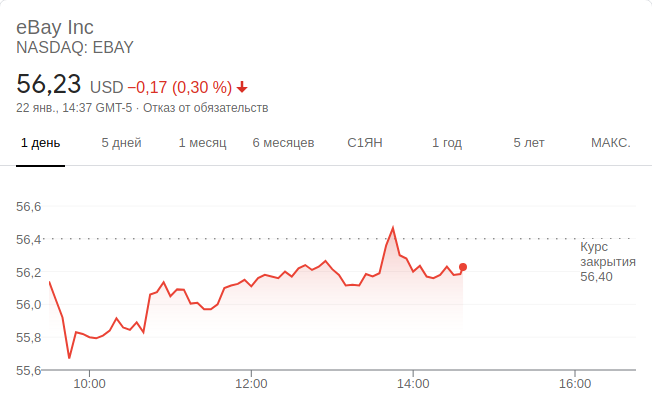 eBay Inc
NASDAQ: EBAY
56,23 USD −0,17 (0,30 %)
22 янв., 14:37 GMT-5 · Отказ от обязательств
1 день 5 дней 1 месяц 6 месяцев С1ЯН 1 год 5 лет МАКС.
56,6
56,4
Курс
закрытия
56,40
56,2
56,0
55,8
55,6
10:00 12:00 14:00 16:00